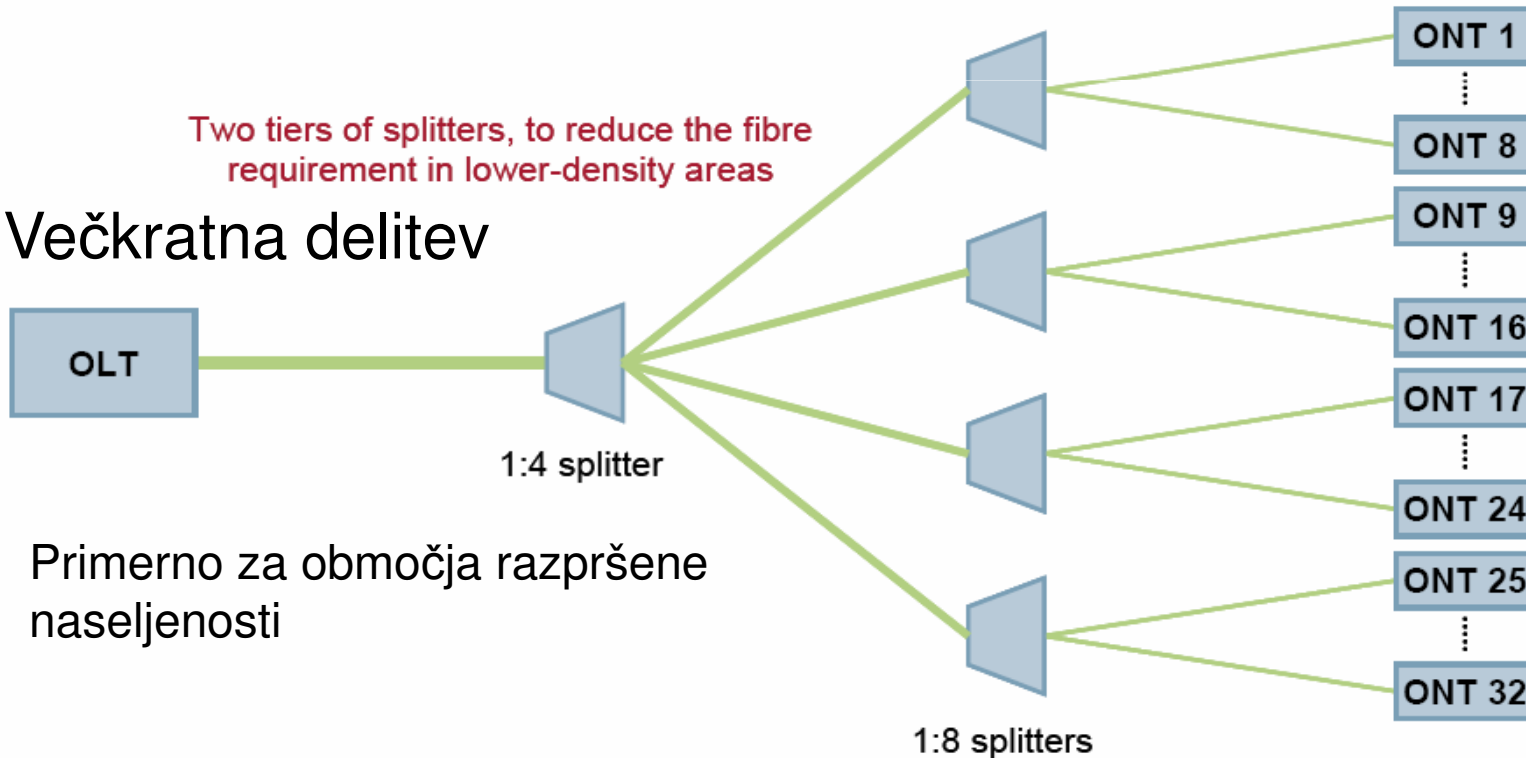 Two tiers of splitters, to reduce the fibre
requirement in lower-density areas
Večkratna delitev
OLT
1:4 splitter
Primerno za območja razpršene
naseljenosti
1:8 splitters
ONT 1
ONT 8
ONT 9
ONT 16
ONT 17
ONT 24
ONT 25
ONT 32